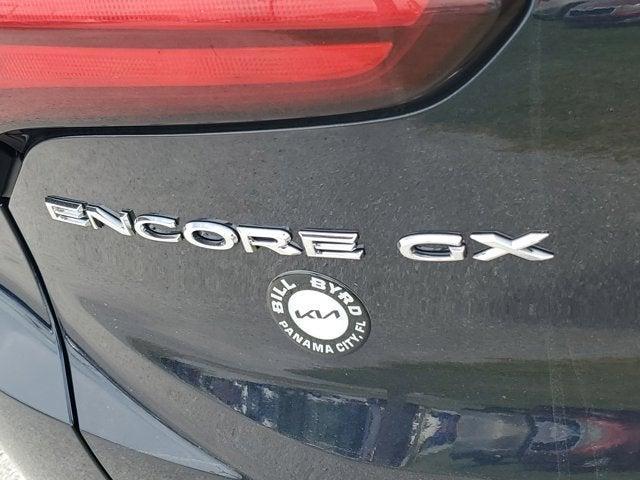 ENCORE GX
BILL BYRD
KIA
PANAMA CITY, FL